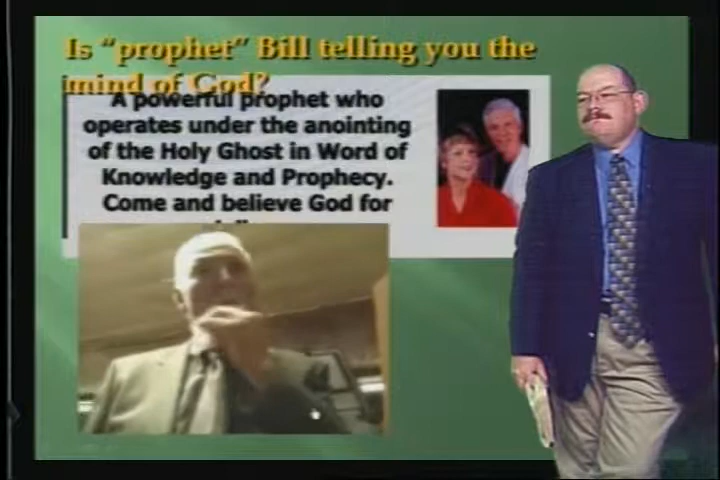 Is “prophet” Bill telling you the
mind of God?
A powerful prophet who
operates under the anointing
of the Holy Ghost in Word of
Knowledge and Prophecy.
Come and believe God for